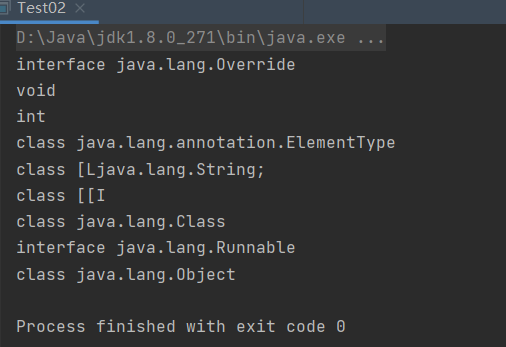 Test02
D:\Java\jdk1.8.0_271\bin\java.exe ...
interface java.lang.Override
void
int
class java.lang.annotation.ElementType
class [Ljava.lang.String;
class [[I
class java.lang.Class
interface java.lang.Runnable
class java.lang.Object
Process finished with exit code 0